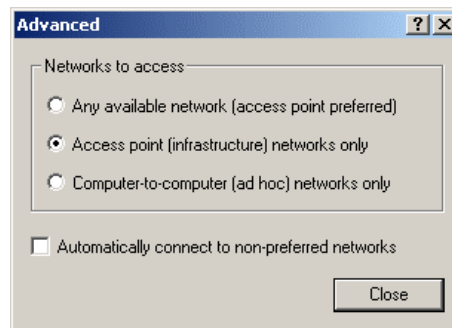 Advanced
Networks to access
Any available network (access point preferred)
Access point (infrastructure) networks only
Computer-to-computer (ad hoc) networks only
Automatically connect to non-preferred networks
Close